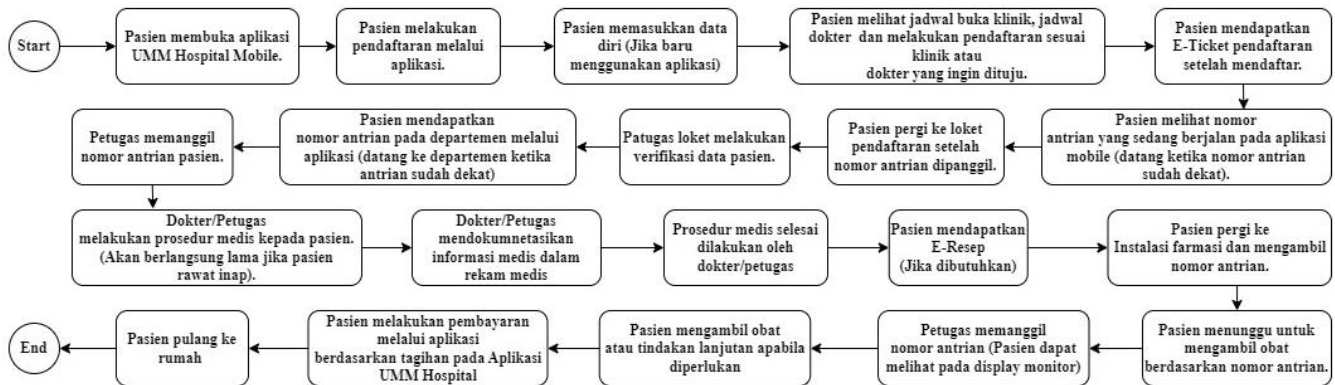 Start
Pasien membuka aplikasi
UMM Hospital Mobile.
Pasien melakukan
pendaftaran melalui
aplikasi.
Pasien memasukkan data
diri (Jika baru
menggunakan aplikasi)
Pasien melihat jadwal buka klinik, jadwal
dokter dan melakukan pendaftaran sesuai
klinik atau
dokter yang ingin dituju.
Pasien mendapatkan
E-Ticket pendaftaran
setelah mendaftar.
Pasien melihat nomor
antrian yang sedang berjalan pada aplikasi
mobile (datang ketika nomor antrian
sudah dekat).
Pasien pergi ke loket
pendaftaran setelah
nomor antrian dipanggil.
Patugas loket melakukan
verifikasi data pasien.
Pasien mendapatkan
nomor antrian pada departemen melalui
aplikasi (datang ke departemen ketika
antrian sudah dekat)
Petugas memanggil
nomor antrian pasien.
Dokter/Petugas
melakukan prosedur medis kepada pasien.
(Akan berlangsung lama jika pasien
rawat inap).
Dokter/Petugas
mendokumnetasikan
informasi medis dalam
rekam medis
Prosedur medis selesai
dilakukan oleh
dokter/petugas
Pasien mendapatkan
E-Resep
(Jika dibutuhkan)
Pasien pergi ke
Instalasi farmasi dan mengambil
nomor antrian.
Pasien menunggu untuk
mengambil obat
berdasarkan nomor antrian.
Petugas memanggil
nomor antrian (Pasien dapat
melihat pada display monitor)
Pasien mengambil obat
atau tindakan lanjutan apabila
diperlukan
Pasien melakukan pembayaran
melalui aplikasi
berdasarkan tagihan pada Aplikasi
UMM Hospital
Pasien pulang ke
rumah
End